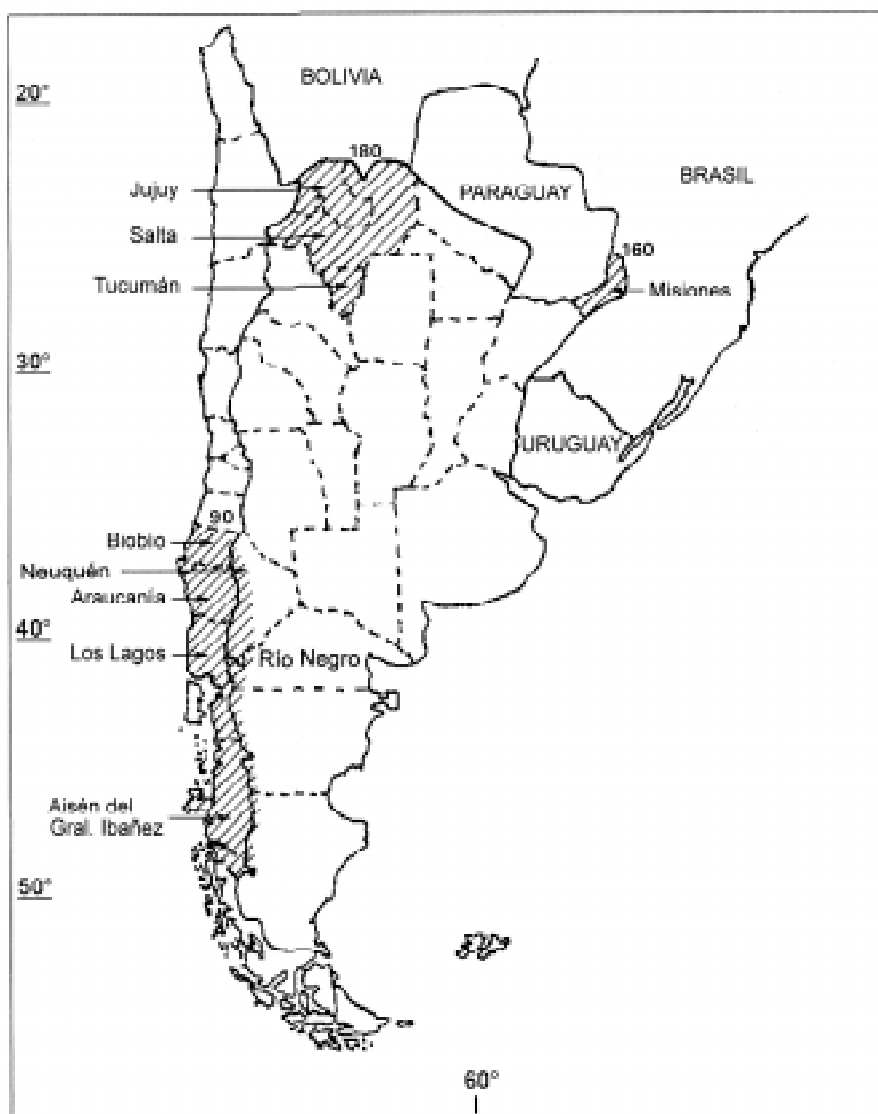 BOLIVIA
20°
180
Jujuy
PARAGUAY
BRASIL
Salta
160
Tucumán
Misiones
30°
URUGUAY
90
Biobío
Neuquén
Araucanía
40°
Los Lagos
Río Negro
Aisén del
Gral. Ibañez
50°
60°